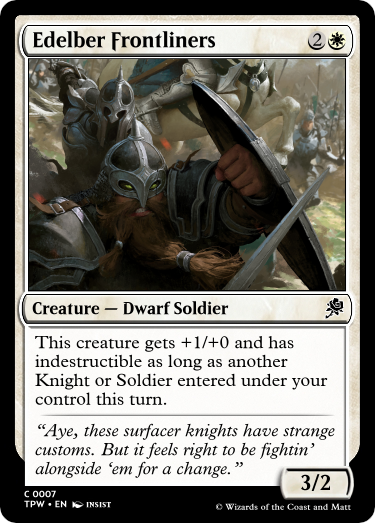 Edelber Frontliners 2
Creature — Dwarf Soldier
This creature gets +1/+0 and has
indestructible as long as another
Knight or Soldier entered under your
control this turn.
“Aye, these surfacer knights have strange
customs. But it feels right to be fightin’
alongside ’em for a change.”
3/2
C 0007
TPW • EN INSIST
© Wizards of the Coast and Matt